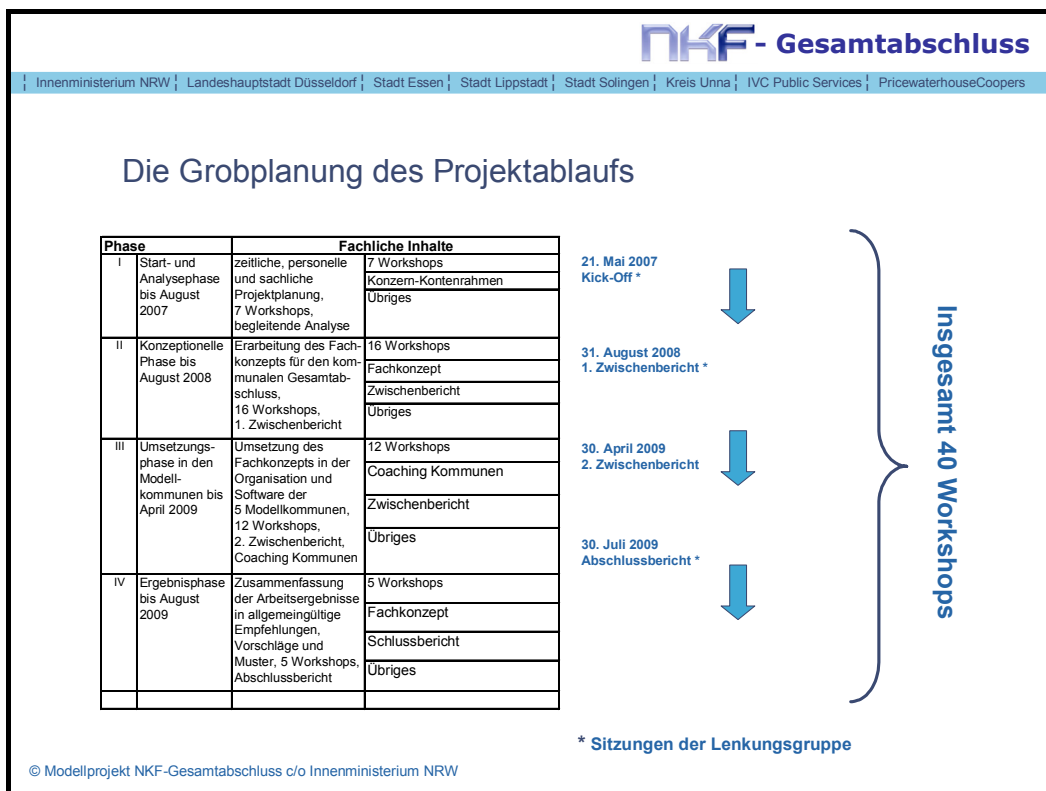 NKF - Gesamtabschluss
¦ Innenministerium NRW ¦ Landeshauptstadt Düsseldorf ¦ Stadt Essen ¦ Stadt Lippstadt ¦ Stadt Solingen ¦ Kreis Unna ¦ IVC Public Services ¦ PricewaterhouseCoopers
Die Grobplanung des Projektablaufs
Phase
Fachliche Inhalte
I
Start- und
Analysephase
bis August
2007
zeitliche, personelle
und sachliche
Projektplanung,
7 Workshops,
begleitende Analyse
7 Workshops
Konzern-Kontenrahmen
Übriges
II
Konzeptionelle
Phase bis
August 2008
Erarbeitung des Fach-
konzepts für den kom-
munalen Gesamtab-
schluss,
16 Workshops,
1. Zwischenbericht
16 Workshops
Fachkonzept
Zwischenbericht
Übriges
III
Umsetzungs-
phase in den
Modell-
kommunen bis
April 2009
Umsetzung des
Fachkonzepts in der
Organisation und
Software der
5 Modellkommunen,
12 Workshops,
2. Zwischenbericht,
Coaching Kommunen
12 Workshops
Coaching Kommunen
Zwischenbericht
Übriges
IV
Ergebnisphase
bis August
2009
Zusammenfassung
der Arbeitsergebnisse
in allgemeingültige
Empfehlungen,
Vorschläge und
Muster, 5 Workshops,
Abschlussbericht
5 Workshops
Fachkonzept
Schlussbericht
Übriges
21. Mai 2007
Kick-Off *
31. August 2008
1. Zwischenbericht *
30. April 2009
2. Zwischenbericht
30. Juli 2009
Abschlussbericht *
Insgesamt 40 Workshops
* Sitzungen der Lenkungsgruppe
© Modellprojekt NKF-Gesamtabschluss c/o Innenministerium NRW